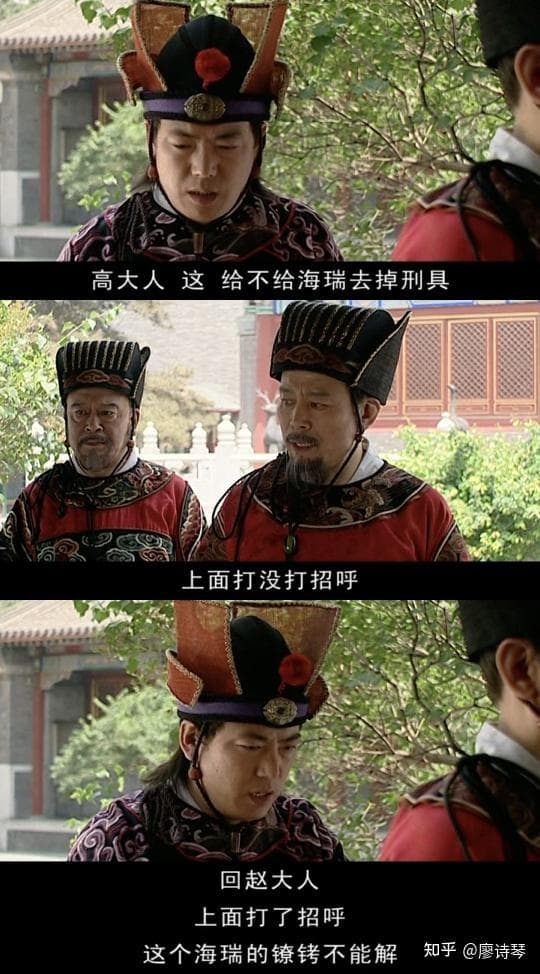 高大人 这 给不给海瑞去掉刑具
上面打没打招呼
回赵大人
上面打了招呼
这个海瑞的镣铐不能解
知乎 @廖诗琴